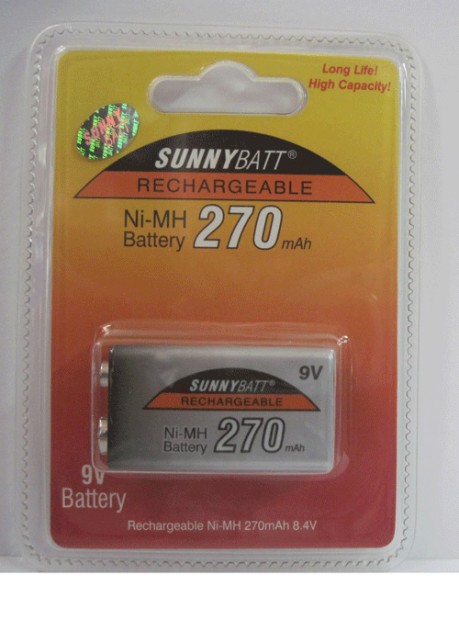 Long Life!
High Capacity!
SUNNY
SUNNYBATT®
RECHARGEABLE
Ni-MH
Battery 270 mAh
9V
SUNNYBATT®
RECHARGEABLE
Ni-MH
Battery 270 mAh
9V
Battery
Rechargeable Ni-MH 270mAh 8.4V